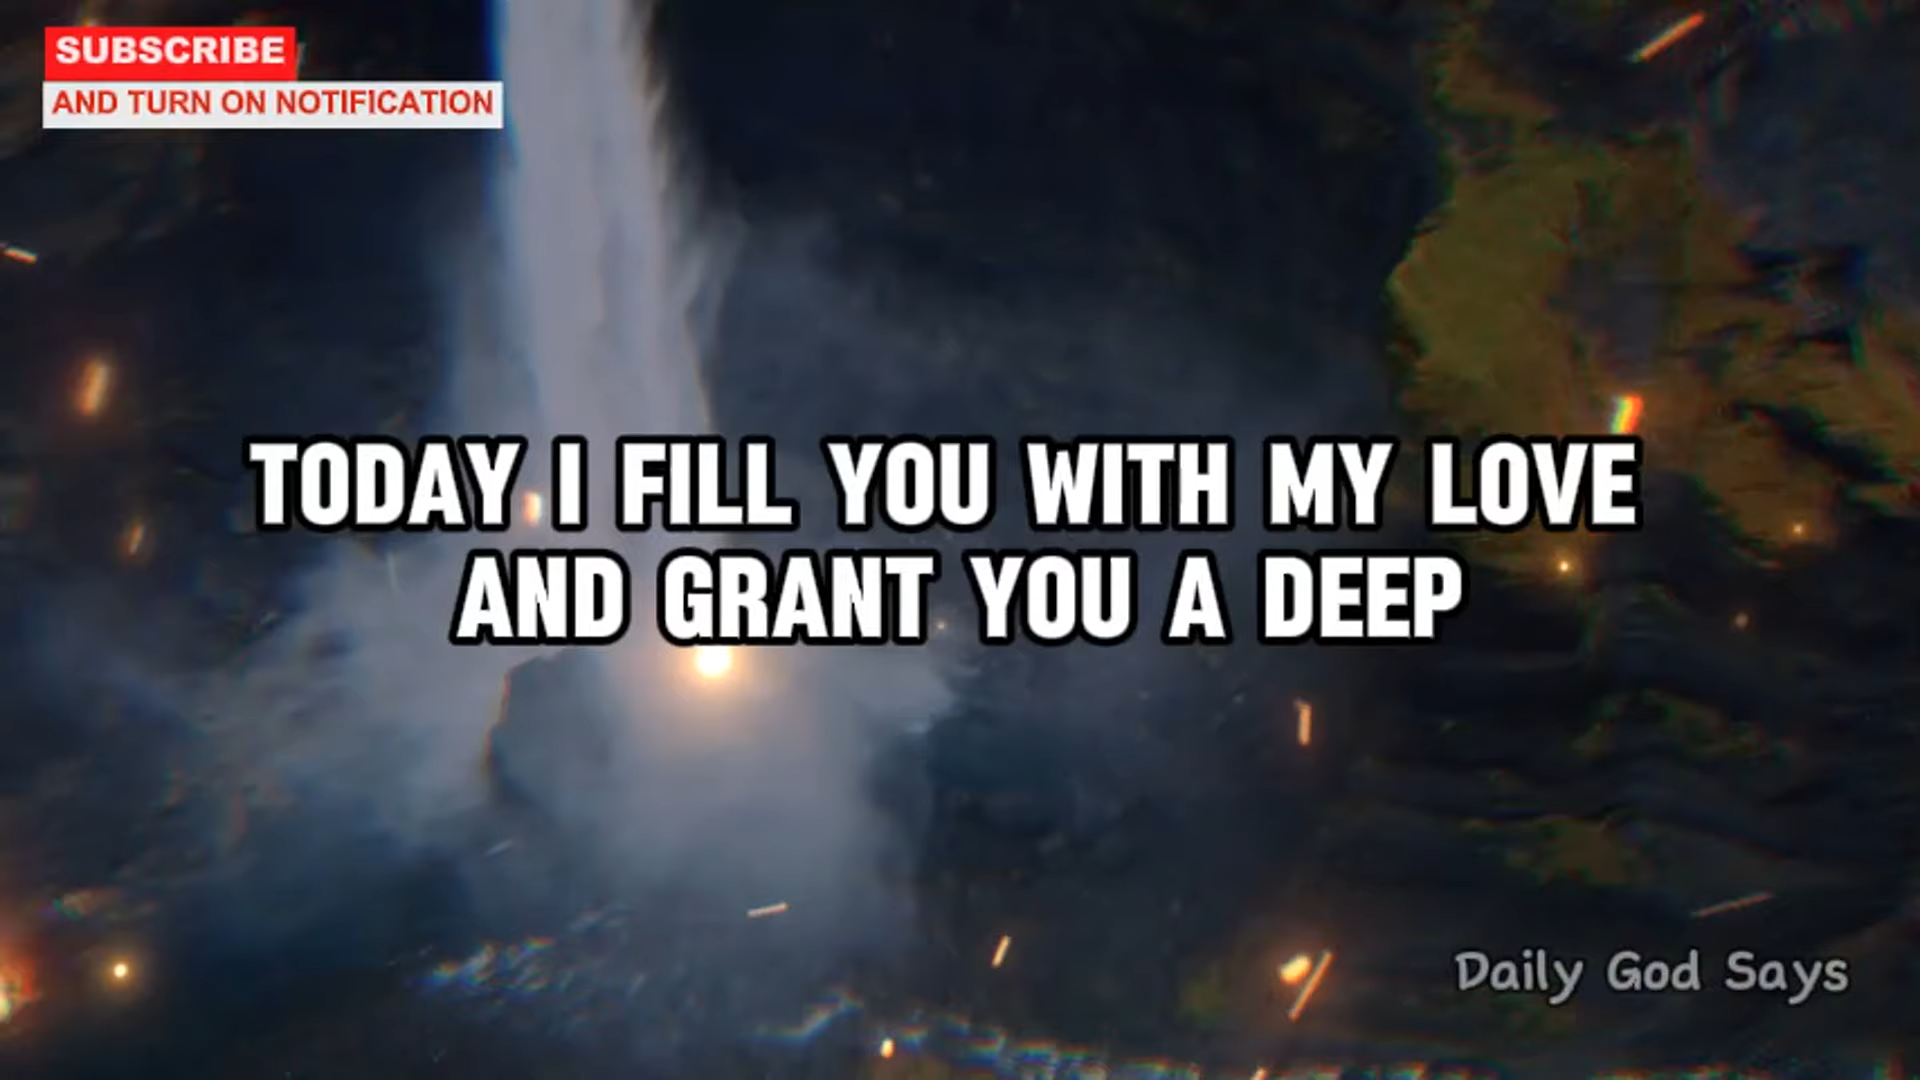 SUBSCRIBE
AND TURN ON NOTIFICATION
TODAY I FILL YOU WITH MY LOVE
AND GRANT YOU A DEEP
Daily God Says